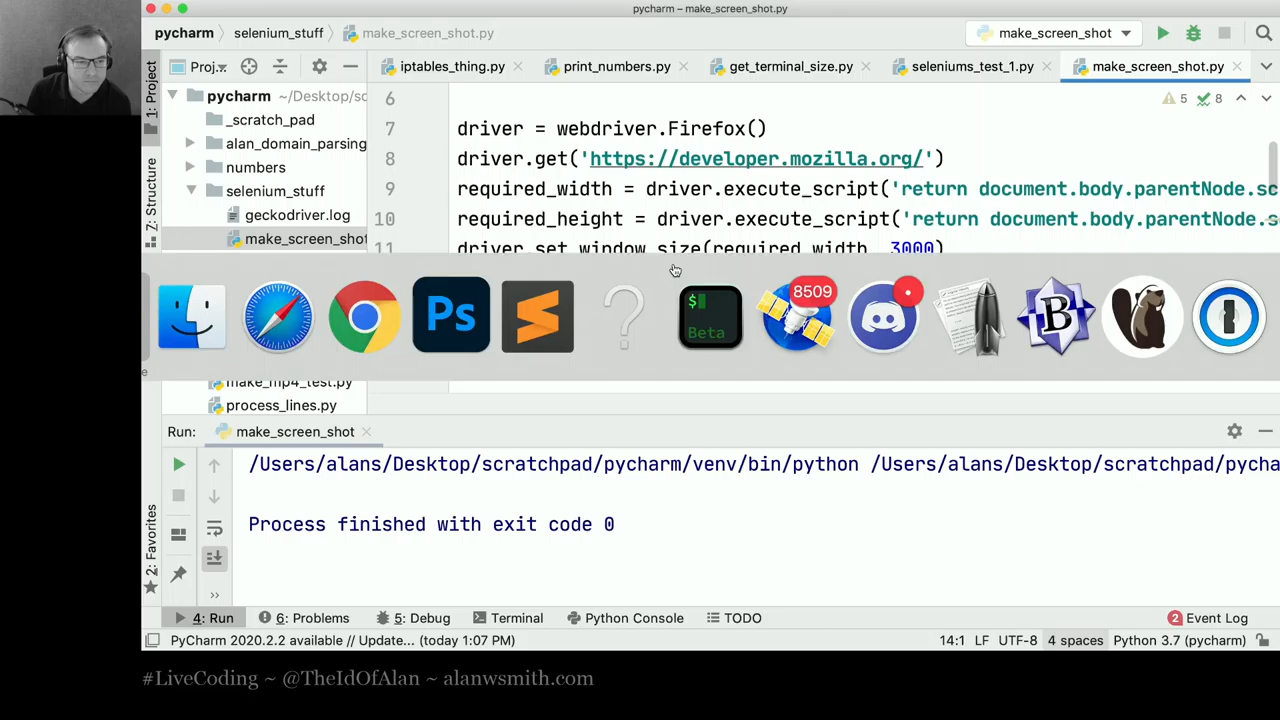 pycharm – make_screen_shot.py
pycharm selenium_stuff make_screen_shot.py make_screen_shot
1: Project
Proj.
iptables_thing.py print_numbers.py get_terminal_size.py seleniums_test_1.py make_screen_shot.py
pycharm ~/Desktop/sc
_scratch_pad
alan_domain_parsing
numbers
selenium_stuff
geckodriver.log
make_screen_shot
Z: Structure
5 8
6
7 driver = webdriver.Firefox()
8 driver.get('https://developer.mozilla.org/')
9 required_width = driver.execute_script('return document.body.parentNode.sc
10 required_height = driver.execute_script('return document.body.parentNode.s
11 driver.set_window_size(required_width, 3000)
Ps
$
Beta
8509
B
make_mp4_test.py
process_lines.py
Run: make_screen_shot
/Users/alans/Desktop/scratchpad/pycharm/venv/bin/python /Users/alans/Desktop/scratchpad/pycha
Process finished with exit code 0
2: Favorites
4: Run 6: Problems 5: Debug Terminal Python Console TODO 2 Event Log
PyCharm 2020.2.2 available // Update... (today 1:07 PM) 14:1 LF UTF-8 4 spaces Python 3.7 (pycharm)
#LiveCoding ~ @TheIdOfAlan ~ alanwsmith.com